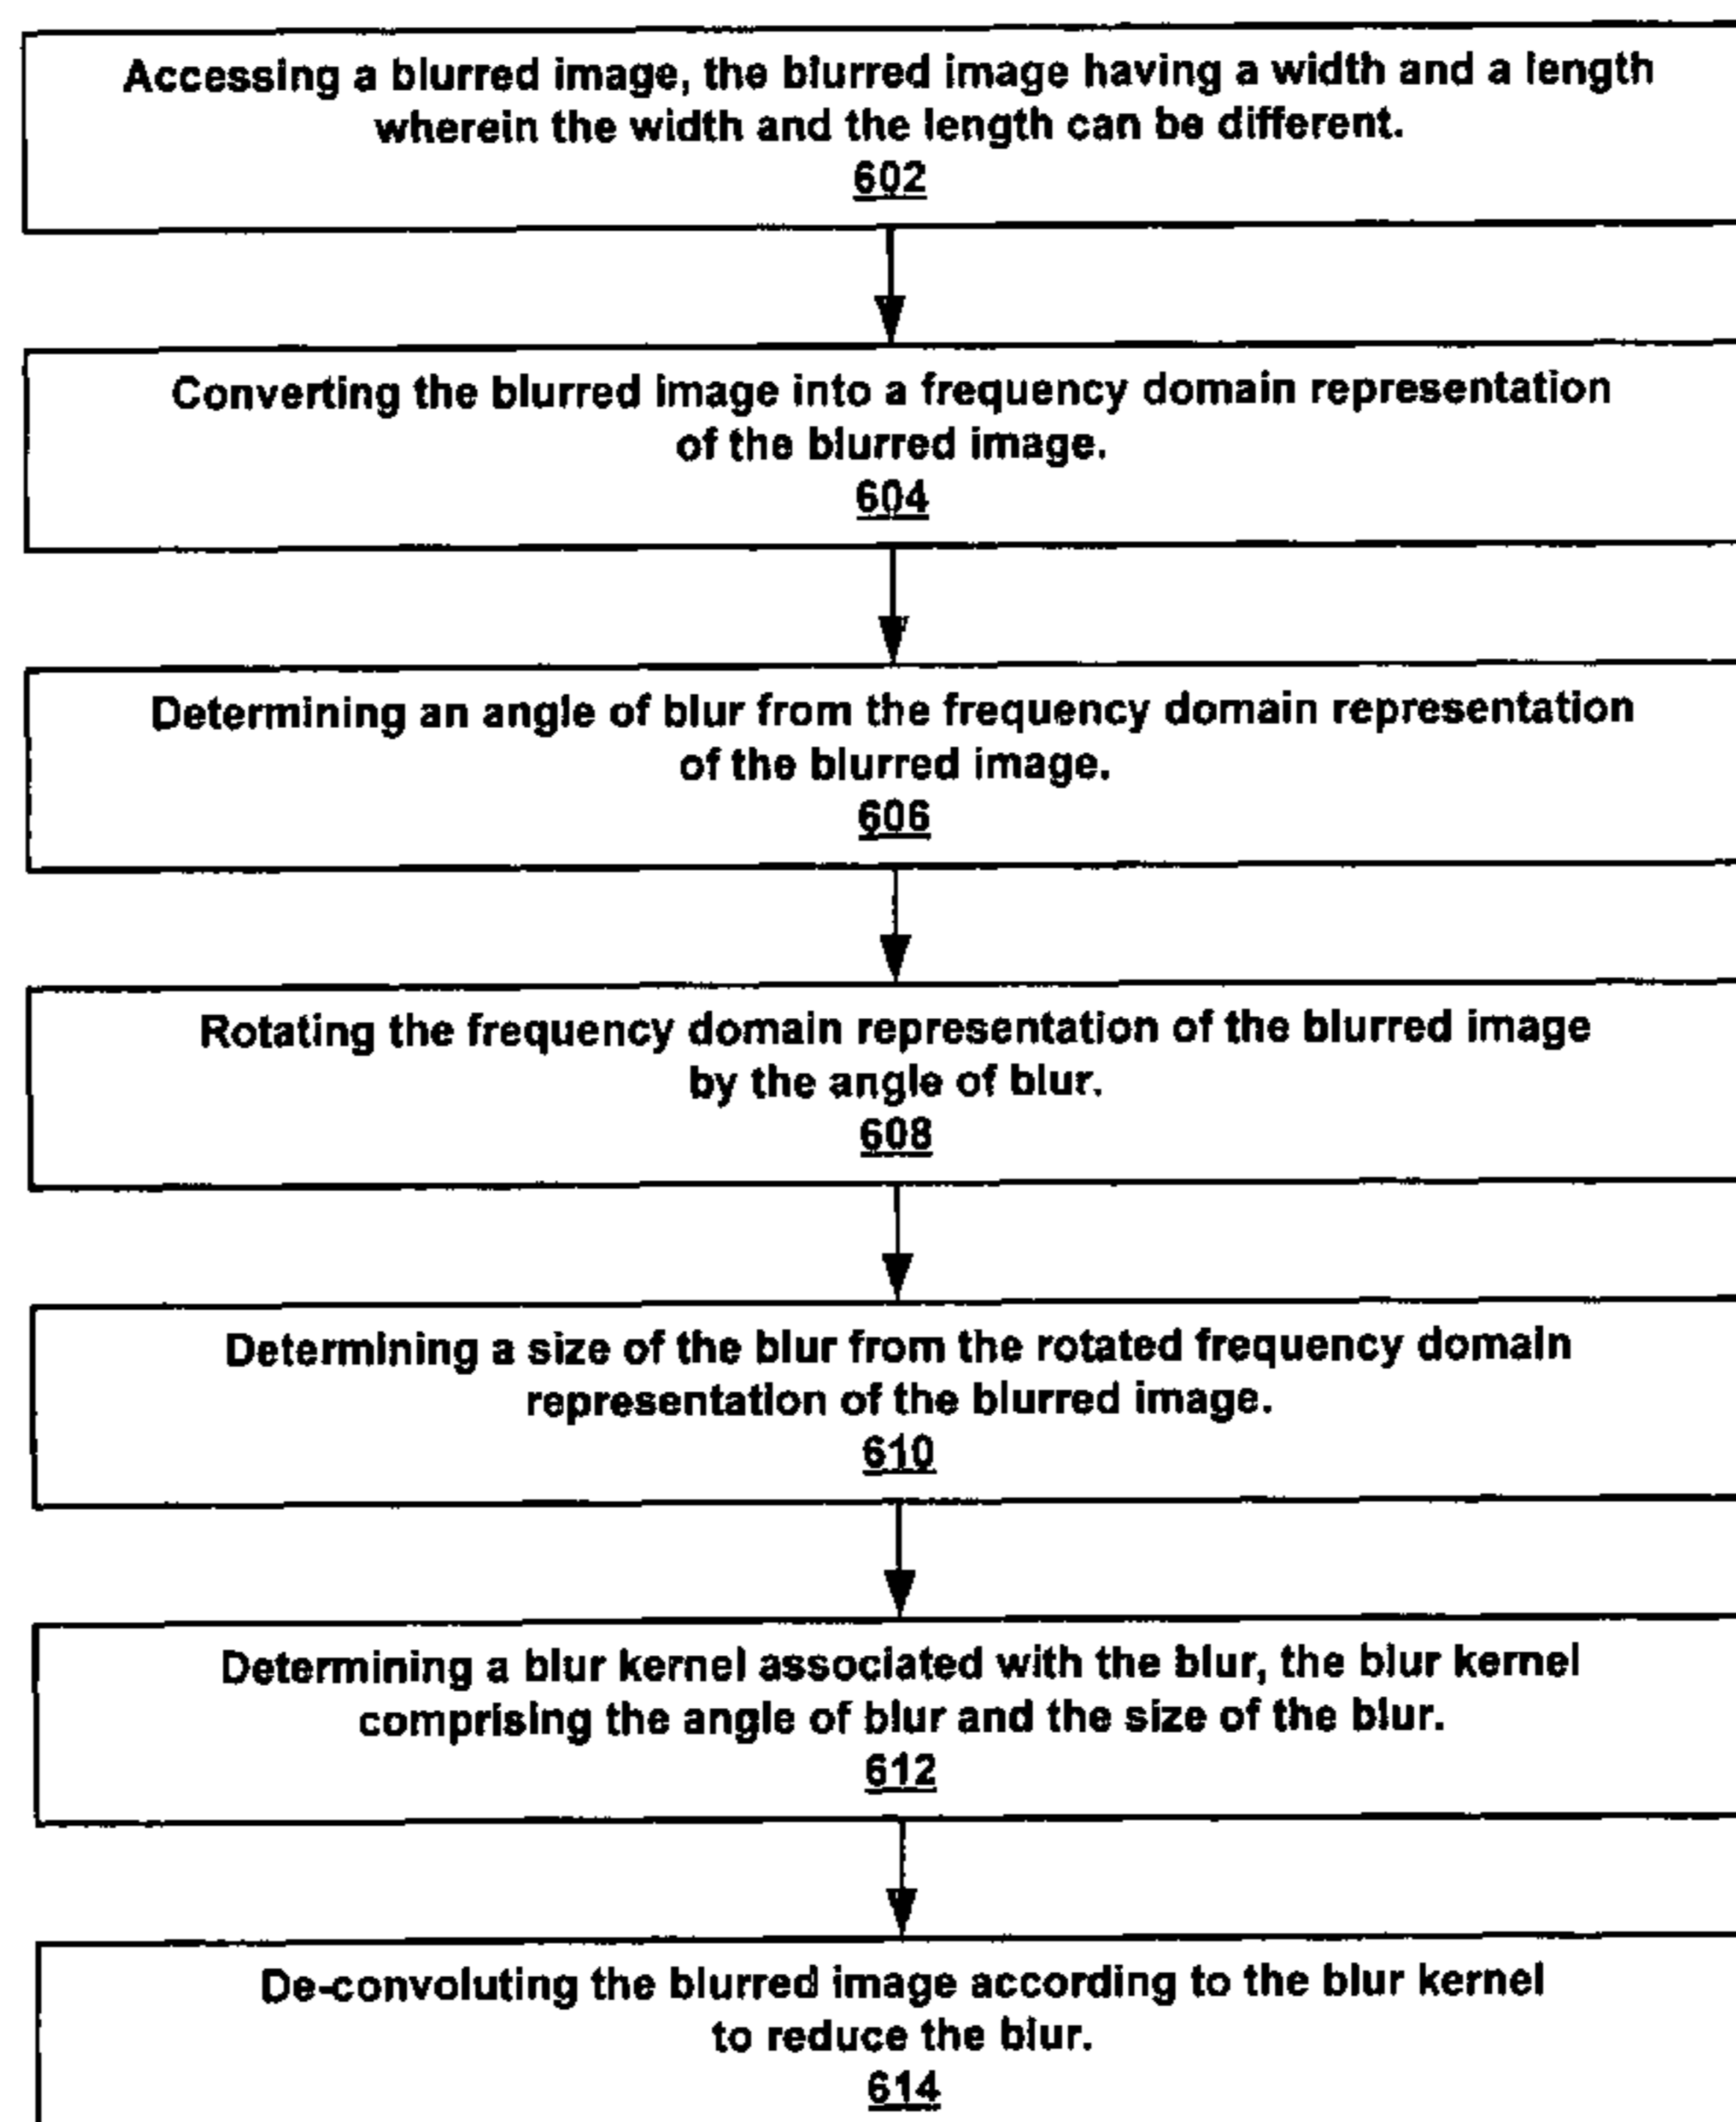 Accessing a blurred image, the blurred image having a width and a length
wherein the width and the length can be different.
602
Converting the blurred image into a frequency domain representation
of the blurred image.
604
Determining an angle of blur from the frequency domain representation
of the blurred image.
606
Rotating the frequency domain representation of the blurred image
by the angle of blur.
608
Determining a size of the blur from the rotated frequency domain
representation of the blurred image.
610
Determining a blur kernel associated with the blur, the blur kernel
comprising the angle of blur and the size of the blur.
612
De-convoluting the blurred image according to the blur kernel
to reduce the blur.
614